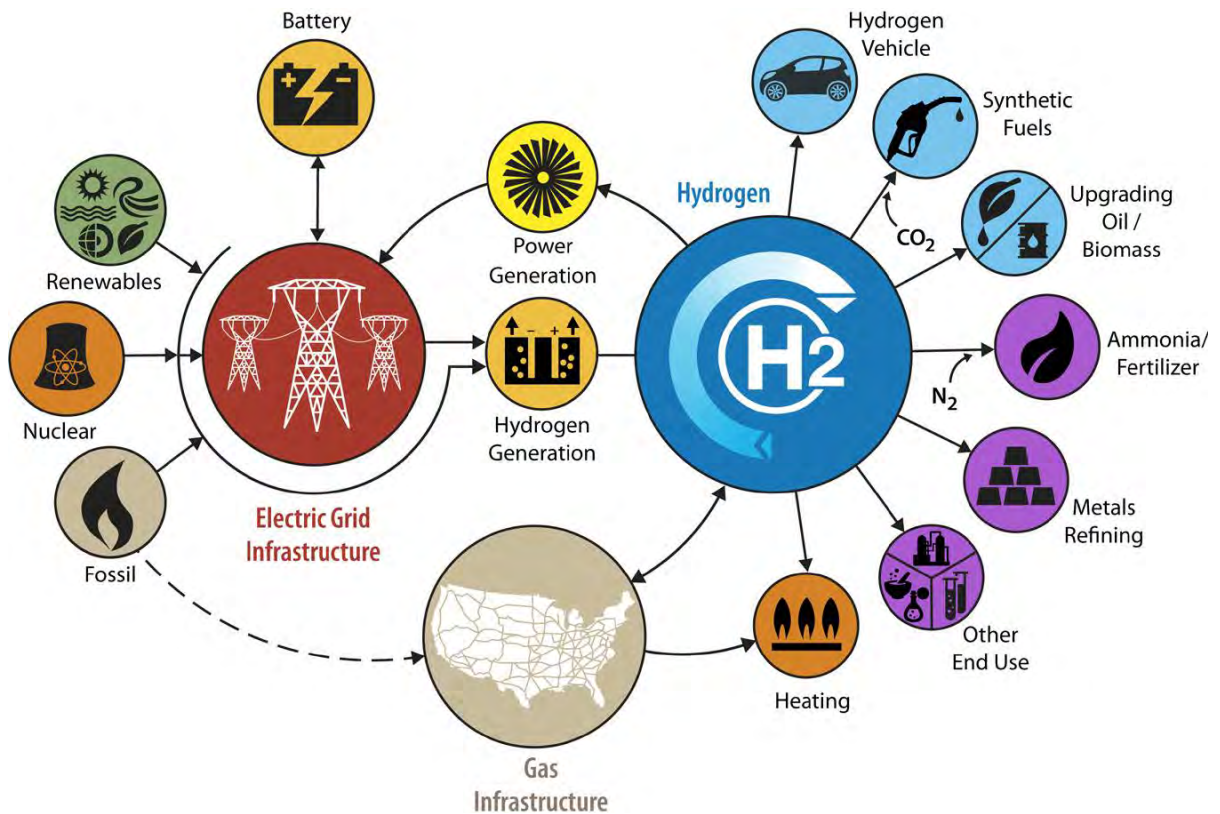 Battery
Hydrogen
Vehicle
Synthetic
Fuels
Renewables
Power
Generation
Hydrogen
CO₂
Upgrading
Oil /
Biomass
Nuclear
- +
Hydrogen
Generation
H2
N₂
Ammonia/
Fertilizer
Fossil
Electric Grid
Infrastructure
Metals
Refining
Other
End Use
Heating
Gas
Infrastructure